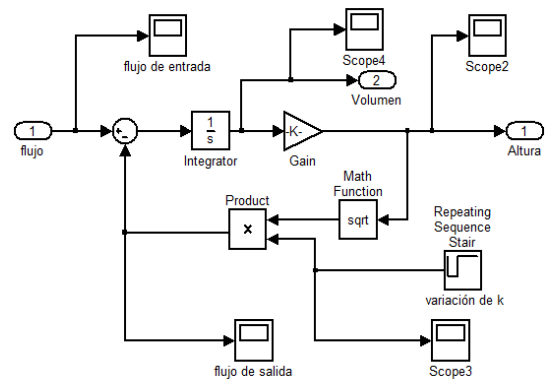 flujo de entrada
Scope4
Scope2
2
Volumen
1
flujo
+
-
1
s
Integrator
-K-
Gain
1
Altura
Math
Function
sqrt
Product
×
Repeating
Sequence
Stair
variación de k
flujo de salida
Scope3